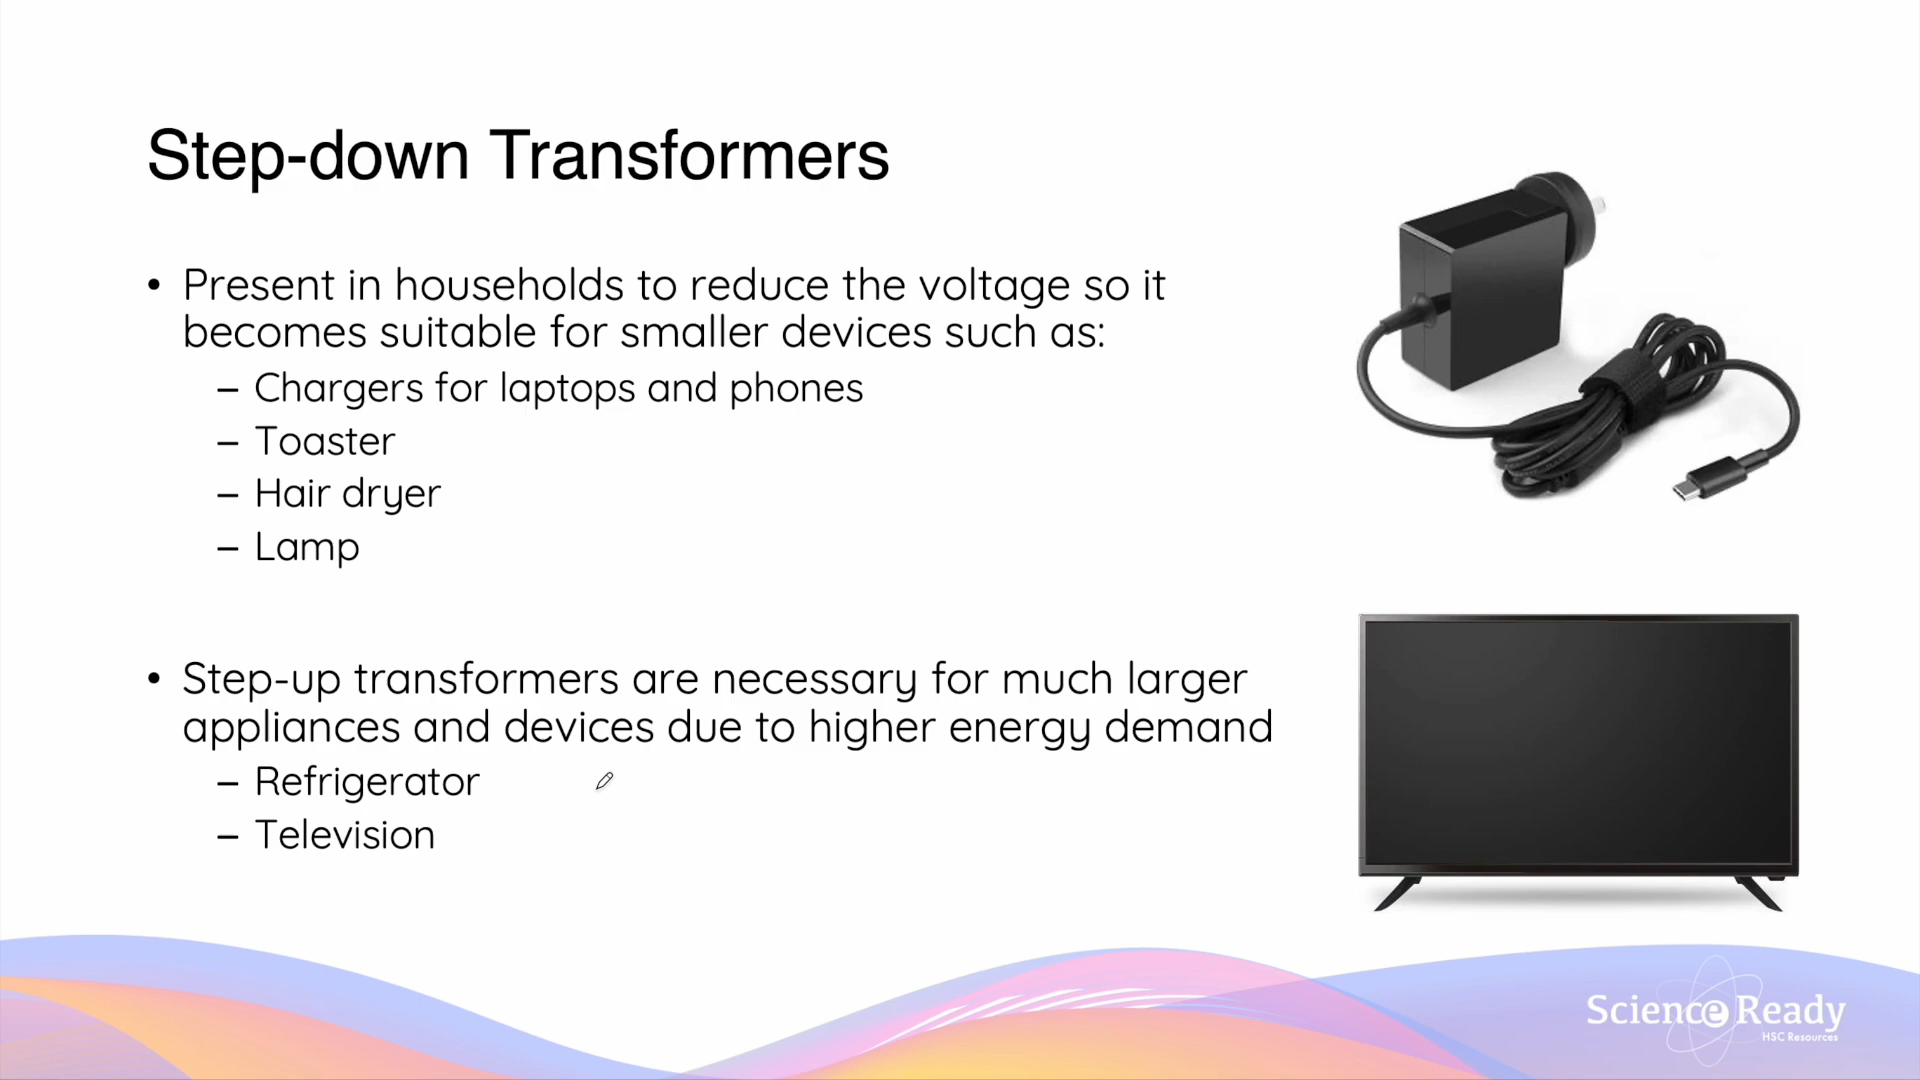 Step-down Transformers
• Present in households to reduce the voltage so it
becomes suitable for smaller devices such as:
– Chargers for laptops and phones
– Toaster
– Hair dryer
– Lamp
• Step-up transformers are necessary for much larger
appliances and devices due to higher energy demand
– Refrigerator
– Television
Science Ready
HSC Resources